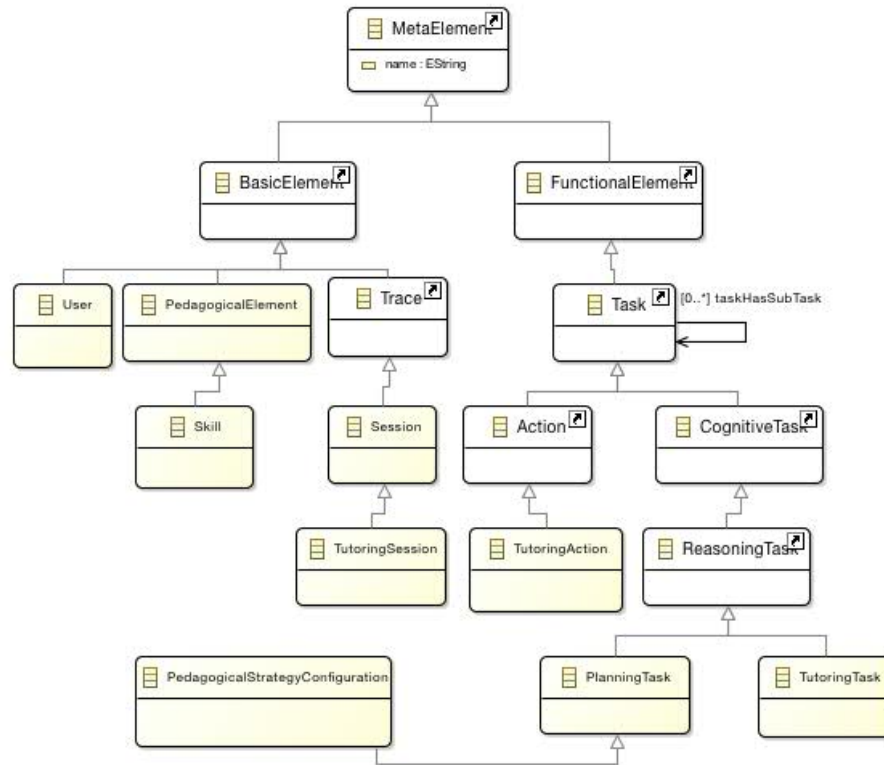 MetaElement
name : EString
BasicElement
FunctionalElement
User
PedagogicalElement
Trace
Task
[0..*] taskHasSubTask
Skill
Session
Action
CognitiveTask
TutoringSession
TutoringAction
ReasoningTask
PedagogicalStrategyConfiguration
PlanningTask
TutoringTask